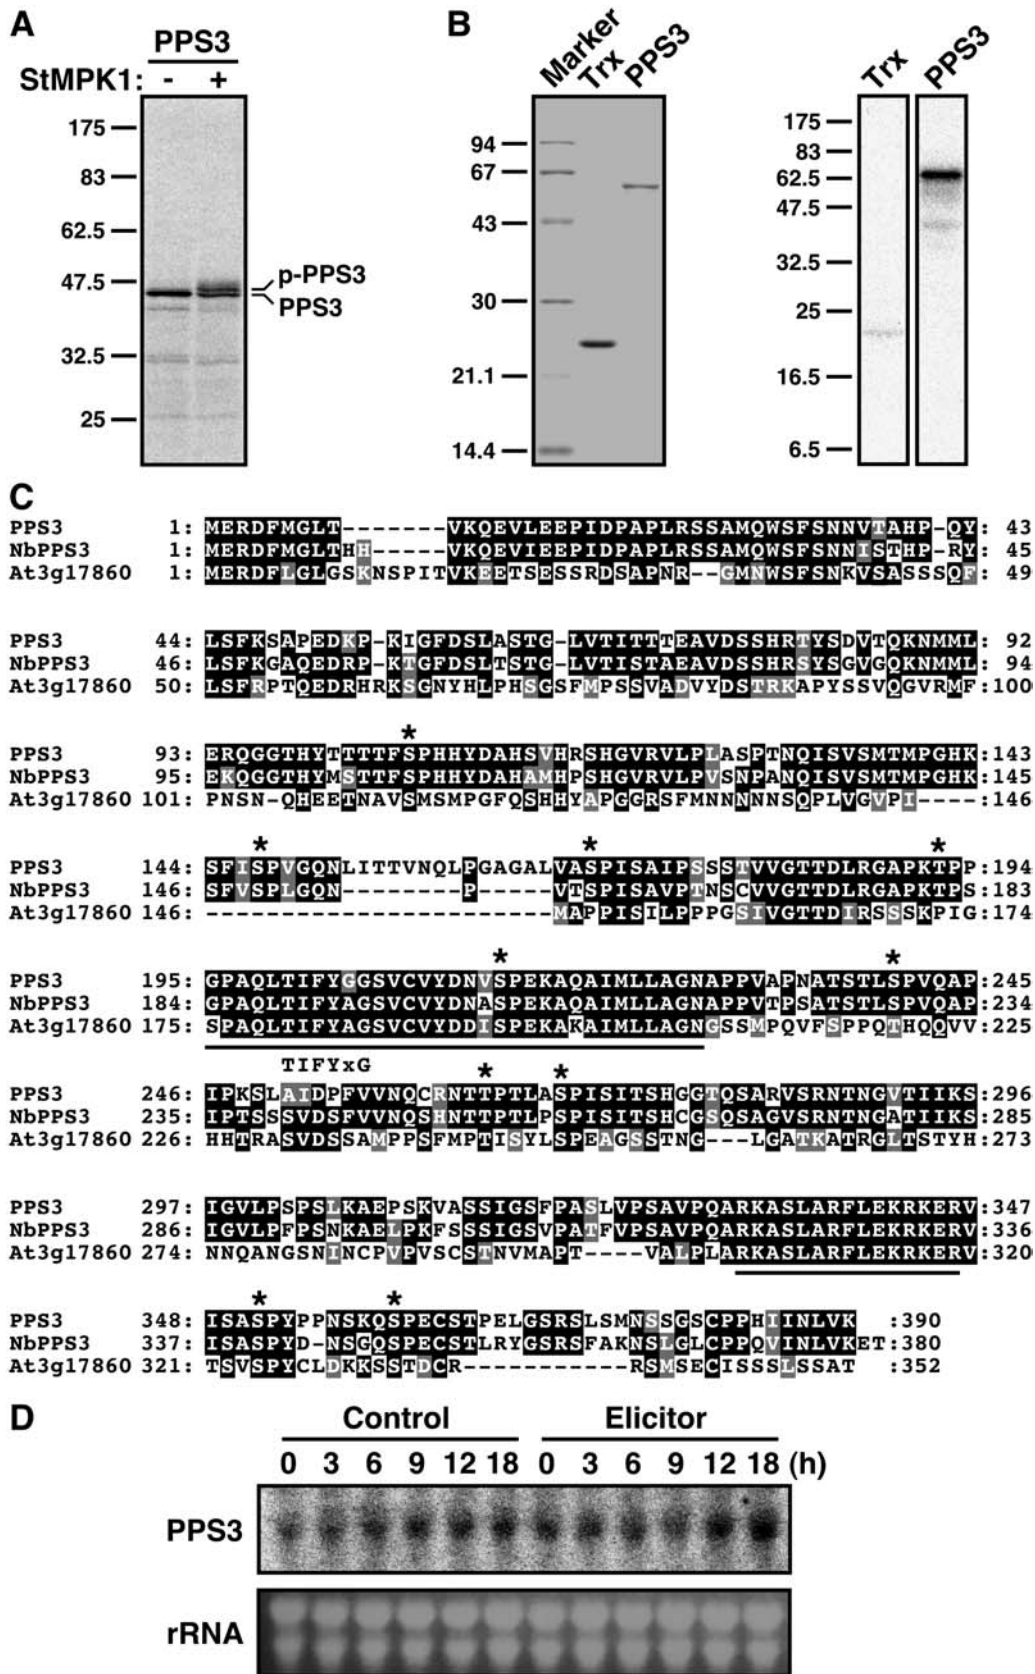 A
PPS3
StMPK1: - +
175
83
62.5
47.5
32.5
25
p-PPS3
PPS3
B
Marker Trx PPS3
94
67
43
30
21.1
14.4
Trx PPS3
175
83
62.5
47.5
32.5
25
16.5
6.5
C
PPS3 1: MERDFMGLT-------VKQEVLEEPIDPAPLRSSAMQWSFSNNVTAHP-QY: 43
NbPPS3 1: MERDFMGLTHH-----VKQEVIEEPIDPAPLRSSAMQWSFSNNISTHP-RY: 45
At3g17860 1: MERDFLGLGSKNSPITVKEETSESSRDSAPNR--GMNWSFSNKVSASSSQF: 49
PPS3 44: LSFKSAPEDKP-KIGFDSLASTG-LVTITTTEAVDSSHRTYSDVTQKNMML: 92
NbPPS3 46: LSFKGAQEDRP-KTGFDSLTSTG-LVTISTAEAVDSSHRSYSGVGQKNMML: 94
At3g17860 50: LSFRPTQEDRHRKSGNYHLPHSGSFMPSSVADVYDSTRKAPYSSVQGVRMF:100
*
PPS3 93: ERQGGTHYTTTTFSPHHYDAHSVHRSHGVRVLPLASPTNQISVSMTMPGHK:143
NbPPS3 95: EKQGGTHYMSTTFSPHHYDAHAMHPSHGVRVLPVSNPANQISVSMTMPGHK:145
At3g17860 101: PNSN-QHEETNAVSMSMPGFQSHHYAPGGRSFMNNNNNSQPLVGVPI----:146
* * *
PPS3 144: SFISPVGQNLITTVNQLPGAGALVASPISAIPSSSTVVGTTDLRGAPKTPP:194
NbPPS3 146: SFVSPLGQN--------P-----VTSPISAVPTNSCVVGTTDLRGAPKTPS:183
At3g17860 146: -----------------------MAPPISILPPPGSIVGTTDIRSSSKPIG:174
* *
PPS3 195: GPAQLTIFYGGSVCVYDNVSPEKAQAIMLLAGNAPPVAPNATSTLSPVQAP:245
NbPPS3 184: GPAQLTIFYAGSVCVYDNASPEKAQAIMLLAGNAPPVTPSATSTLSPVQAP:234
At3g17860 175: SPAQLTIFYAGSVCVYDDISPEKAKAIMLLAGNGSSMPQVFSPPQTHQQVV:225
TIFYxG * *
PPS3 246: IPKSLAIDPFVVNQCRNTTPTLASPISITSHGGTQSARVSRNTNGVTIIKS:296
NbPPS3 235: IPTSSSVDSFVVNQSHNTTPTLPSPISITSHCGSQSAGVSRNTNGATIIKS:285
At3g17860 226: HHTRASVDSSAMPPSFMPTISYLSPEAGSSTNG---LGATKATRGLTSTYH:273
PPS3 297: IGVLPSPSLKAEPSKVASSIGSFPASLVPSAVPQARKASLARFLEKRKERV:347
NbPPS3 286: IGVLPFPSNKAELPKFSSSIGSVPATFVPSAVPQARKASLARFLEKRKERV:336
At3g17860 274: NNQANGSNINCPVPVSCSTNVMAPT----VALPLARKASLARFLEKRKERV:320
* *
PPS3 348: ISASPYPPNSKQSPECSTPELGSRSLSMNSSGSCPPHIINLVK :390
NbPPS3 337: ISASPYD-NSGQSPECSTLRYGSRSFAKNSLGLCPPQVINLVKET:380
At3g17860 321: TSVSPYCLDKKSSTDCR-----------RSMSECISSSLSSAT :352
D
Control Elicitor
0 3 6 9 12 18 0 3 6 9 12 18 (h)
PPS3
rRNA